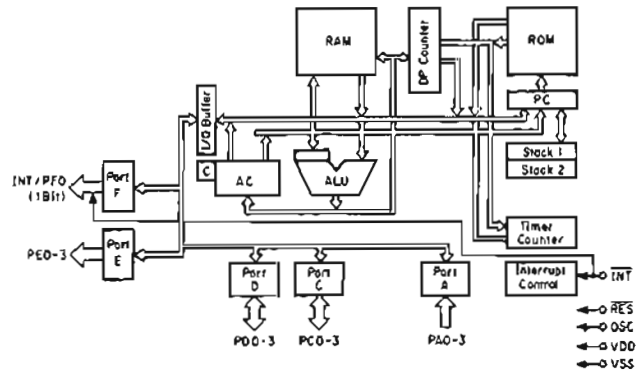 RAM
DP Counter
ROM
PC
I/O Buffer
Stack 1
Stack 2
C
AC
ALU
INT/PF0
(1Bit)
Port
F
PE0-3
Port
E
Timer
Counter
Port
D
Port
C
Port
A
Interrupt
Control
INT
PD0-3
PC0-3
PA0-3
RES
OSC
VDD
VSS